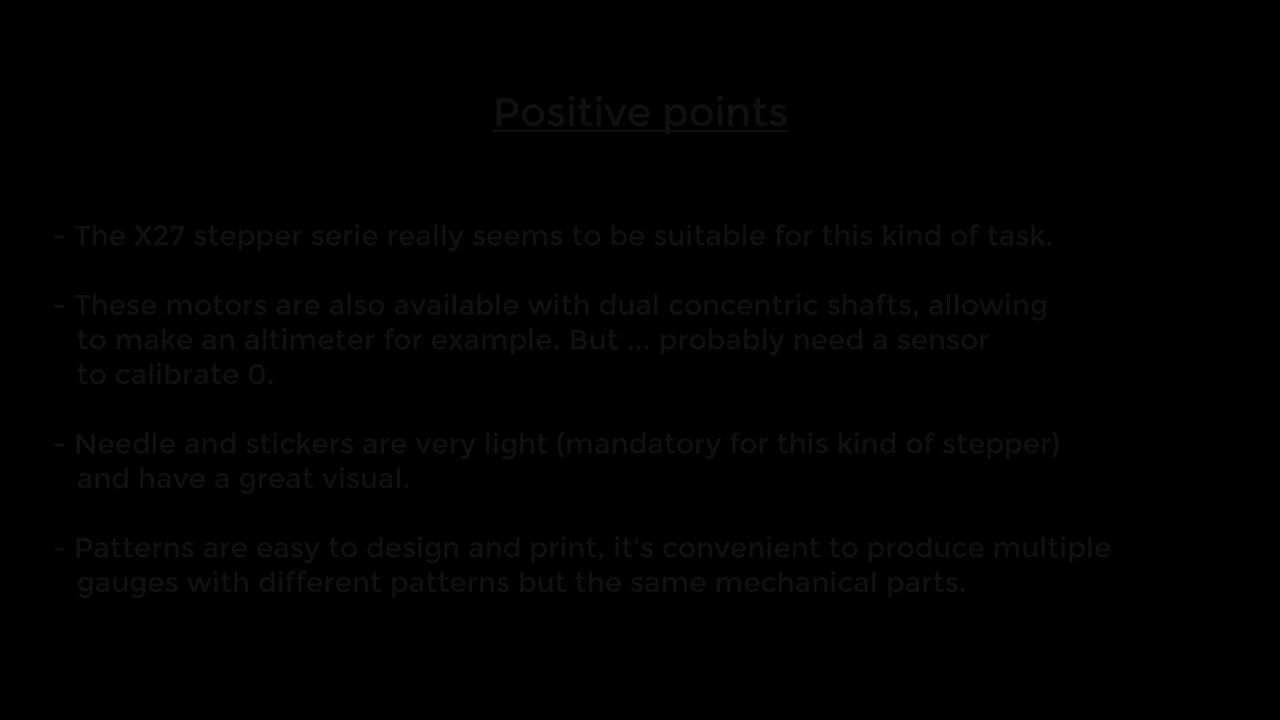 Positive points
- The X27 stepper serie really seems to be suitable for this kind of task.
- These motors are also available with dual concentric shafts, allowing
to make an altimeter for example. But ... probably need a sensor
to calibrate 0.
- Needle and stickers are very light (mandatory for this kind of stepper)
and have a great visual.
- Patterns are easy to design and print, it's convenient to produce multiple
gauges with different patterns but the same mechanical parts.